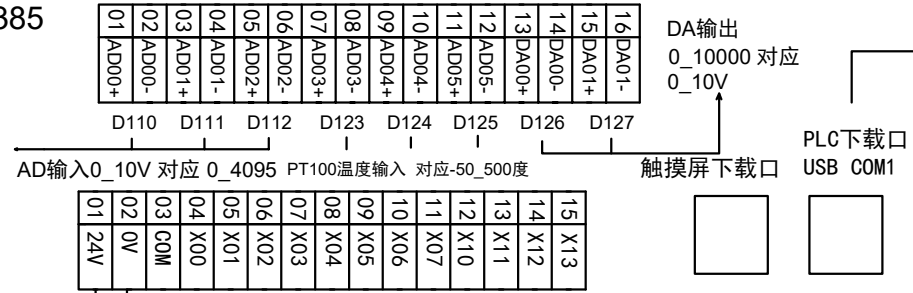 385
01 02 03 04 05 06 07 08 09 10 11 12 13 14 15 16
AD00+ AD00- AD01+ AD01- AD02+ AD02- AD03+ AD03- AD04+ AD04- AD05+ AD05- DA00+ DA00- DA01+ DA01-
DA输出
0_10000 对应
0_10V
D110 D111 D112 D123 D124 D125 D126 D127
AD输入0_10V 对应 0_4095 PT100温度输入 对应-50_500度
触摸屏下载口
PLC下载口
USB COM1
01 02 03 04 05 06 07 08 09 10 11 12 13 14 15
24V 0V COM X00 X01 X02 X03 X04 X05 X06 X07 X10 X11 X12 X13